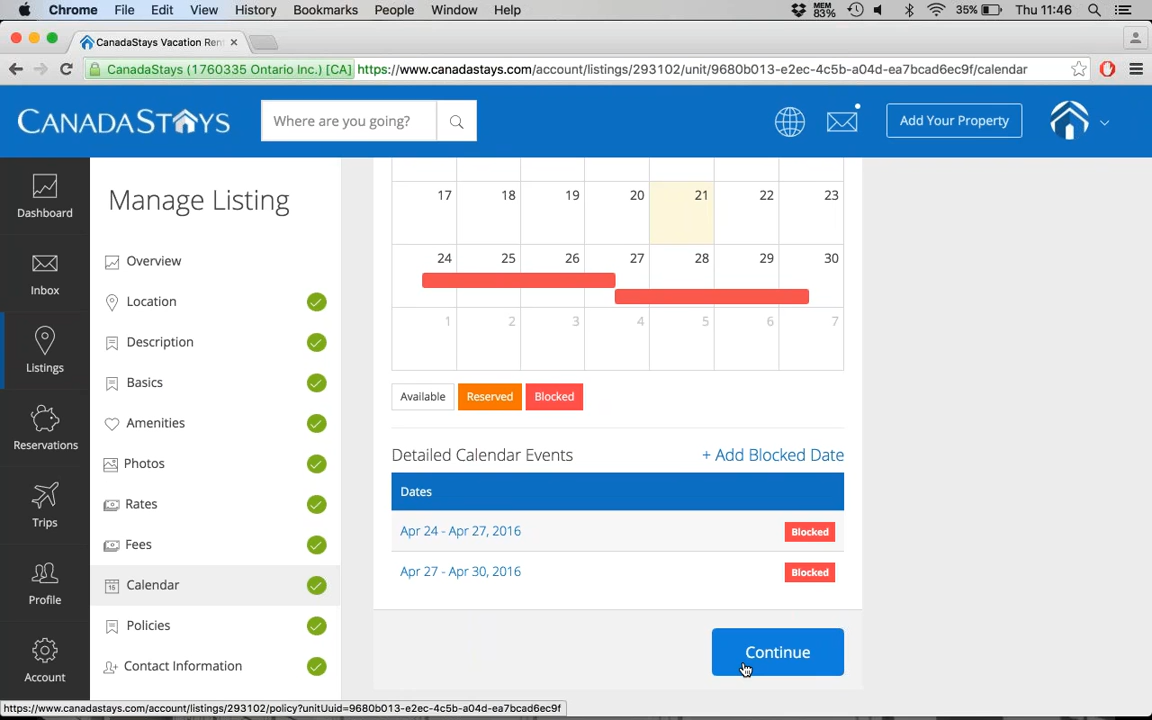 Chrome File Edit View History Bookmarks People Window Help MEM 83% 35% Thu 11:46
CanadaStays Vacation Ren
CanadaStays (1760335 Ontario Inc.) [CA] https://www.canadastays.com/account/listings/293102/unit/9680b013-e2ec-4c5b-a04d-ea7bcad6ec9f/calendar
CANADASTAYS Where are you going? Add Your Property
Dashboard
Inbox
Listings
Reservations
Trips
Profile
Account
Manage Listing
Overview
Location
Description
Basics
Amenities
Photos
Rates
Fees
Calendar
Policies
Contact Information
17 18 19 20 21 22 23
24 25 26 27 28 29 30
1 2 3 4 5 6 7
Available Reserved Blocked
Detailed Calendar Events + Add Blocked Date
Dates
Apr 24 - Apr 27, 2016 Blocked
Apr 27 - Apr 30, 2016 Blocked
Continue
https://www.canadastays.com/account/listings/293102/policy?unitUuid=9680b013-e2ec-4c5b-a04d-ea7bcad6ec9f